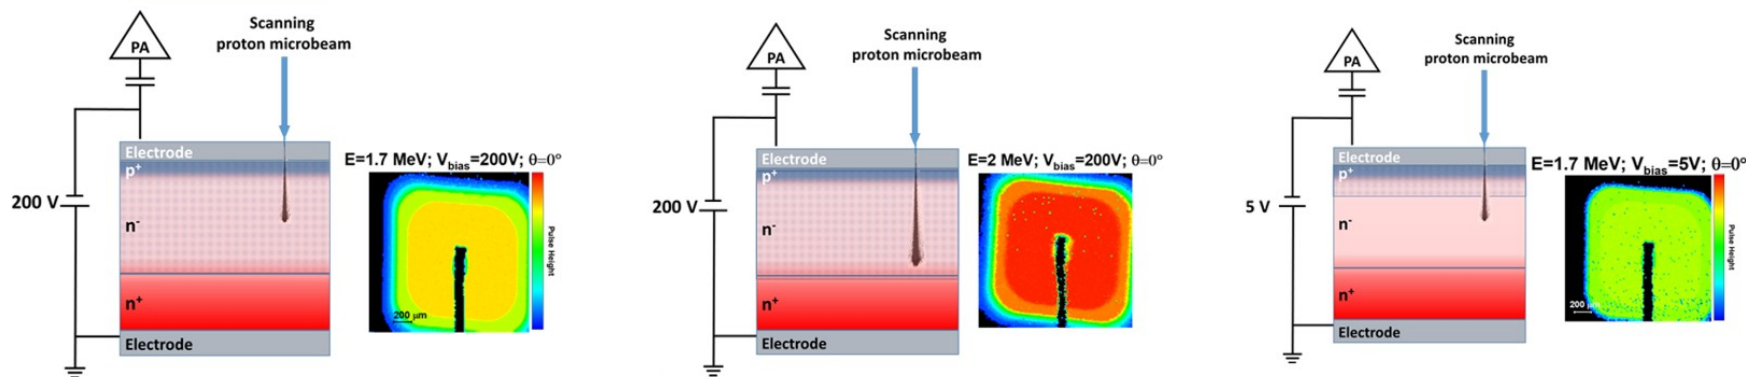 Scanning
proton microbeam
PA
E=1.7 MeV; Vbias=200V; θ=0°
Electrode
p+
200 V
n-
n+
Electrode
Pulse Height
200 μm
Scanning
proton microbeam
PA
E=2 MeV; Vbias=200V; θ=0°
Electrode
p+
200 V
n-
n+
Electrode
Scanning
proton microbeam
PA
E=1.7 MeV; Vbias=5V; θ=0°
Electrode
p+
5 V
n-
n+
Electrode
Pulse Height
200 μm